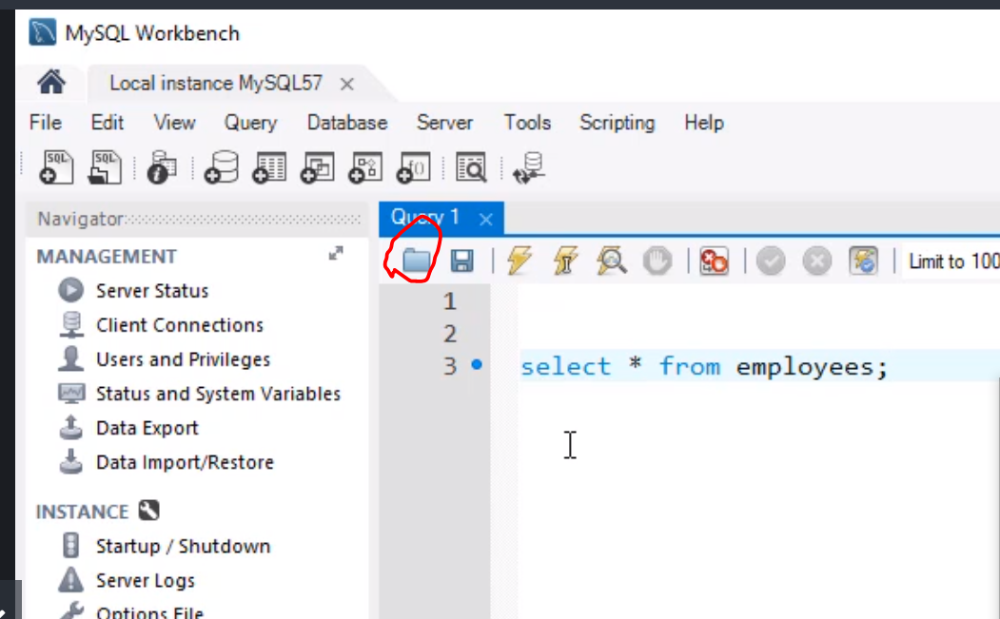 MySQL Workbench
Local instance MySQL57
File Edit View Query Database Server Tools Scripting Help
SQL SQL
Navigator
Query 1
MANAGEMENT
Limit to 100
Server Status
1
Client Connections
2
Users and Privileges
3 select * from employees;
Status and System Variables
Data Export
Data Import/Restore
INSTANCE
Startup / Shutdown
Server Logs
Options File